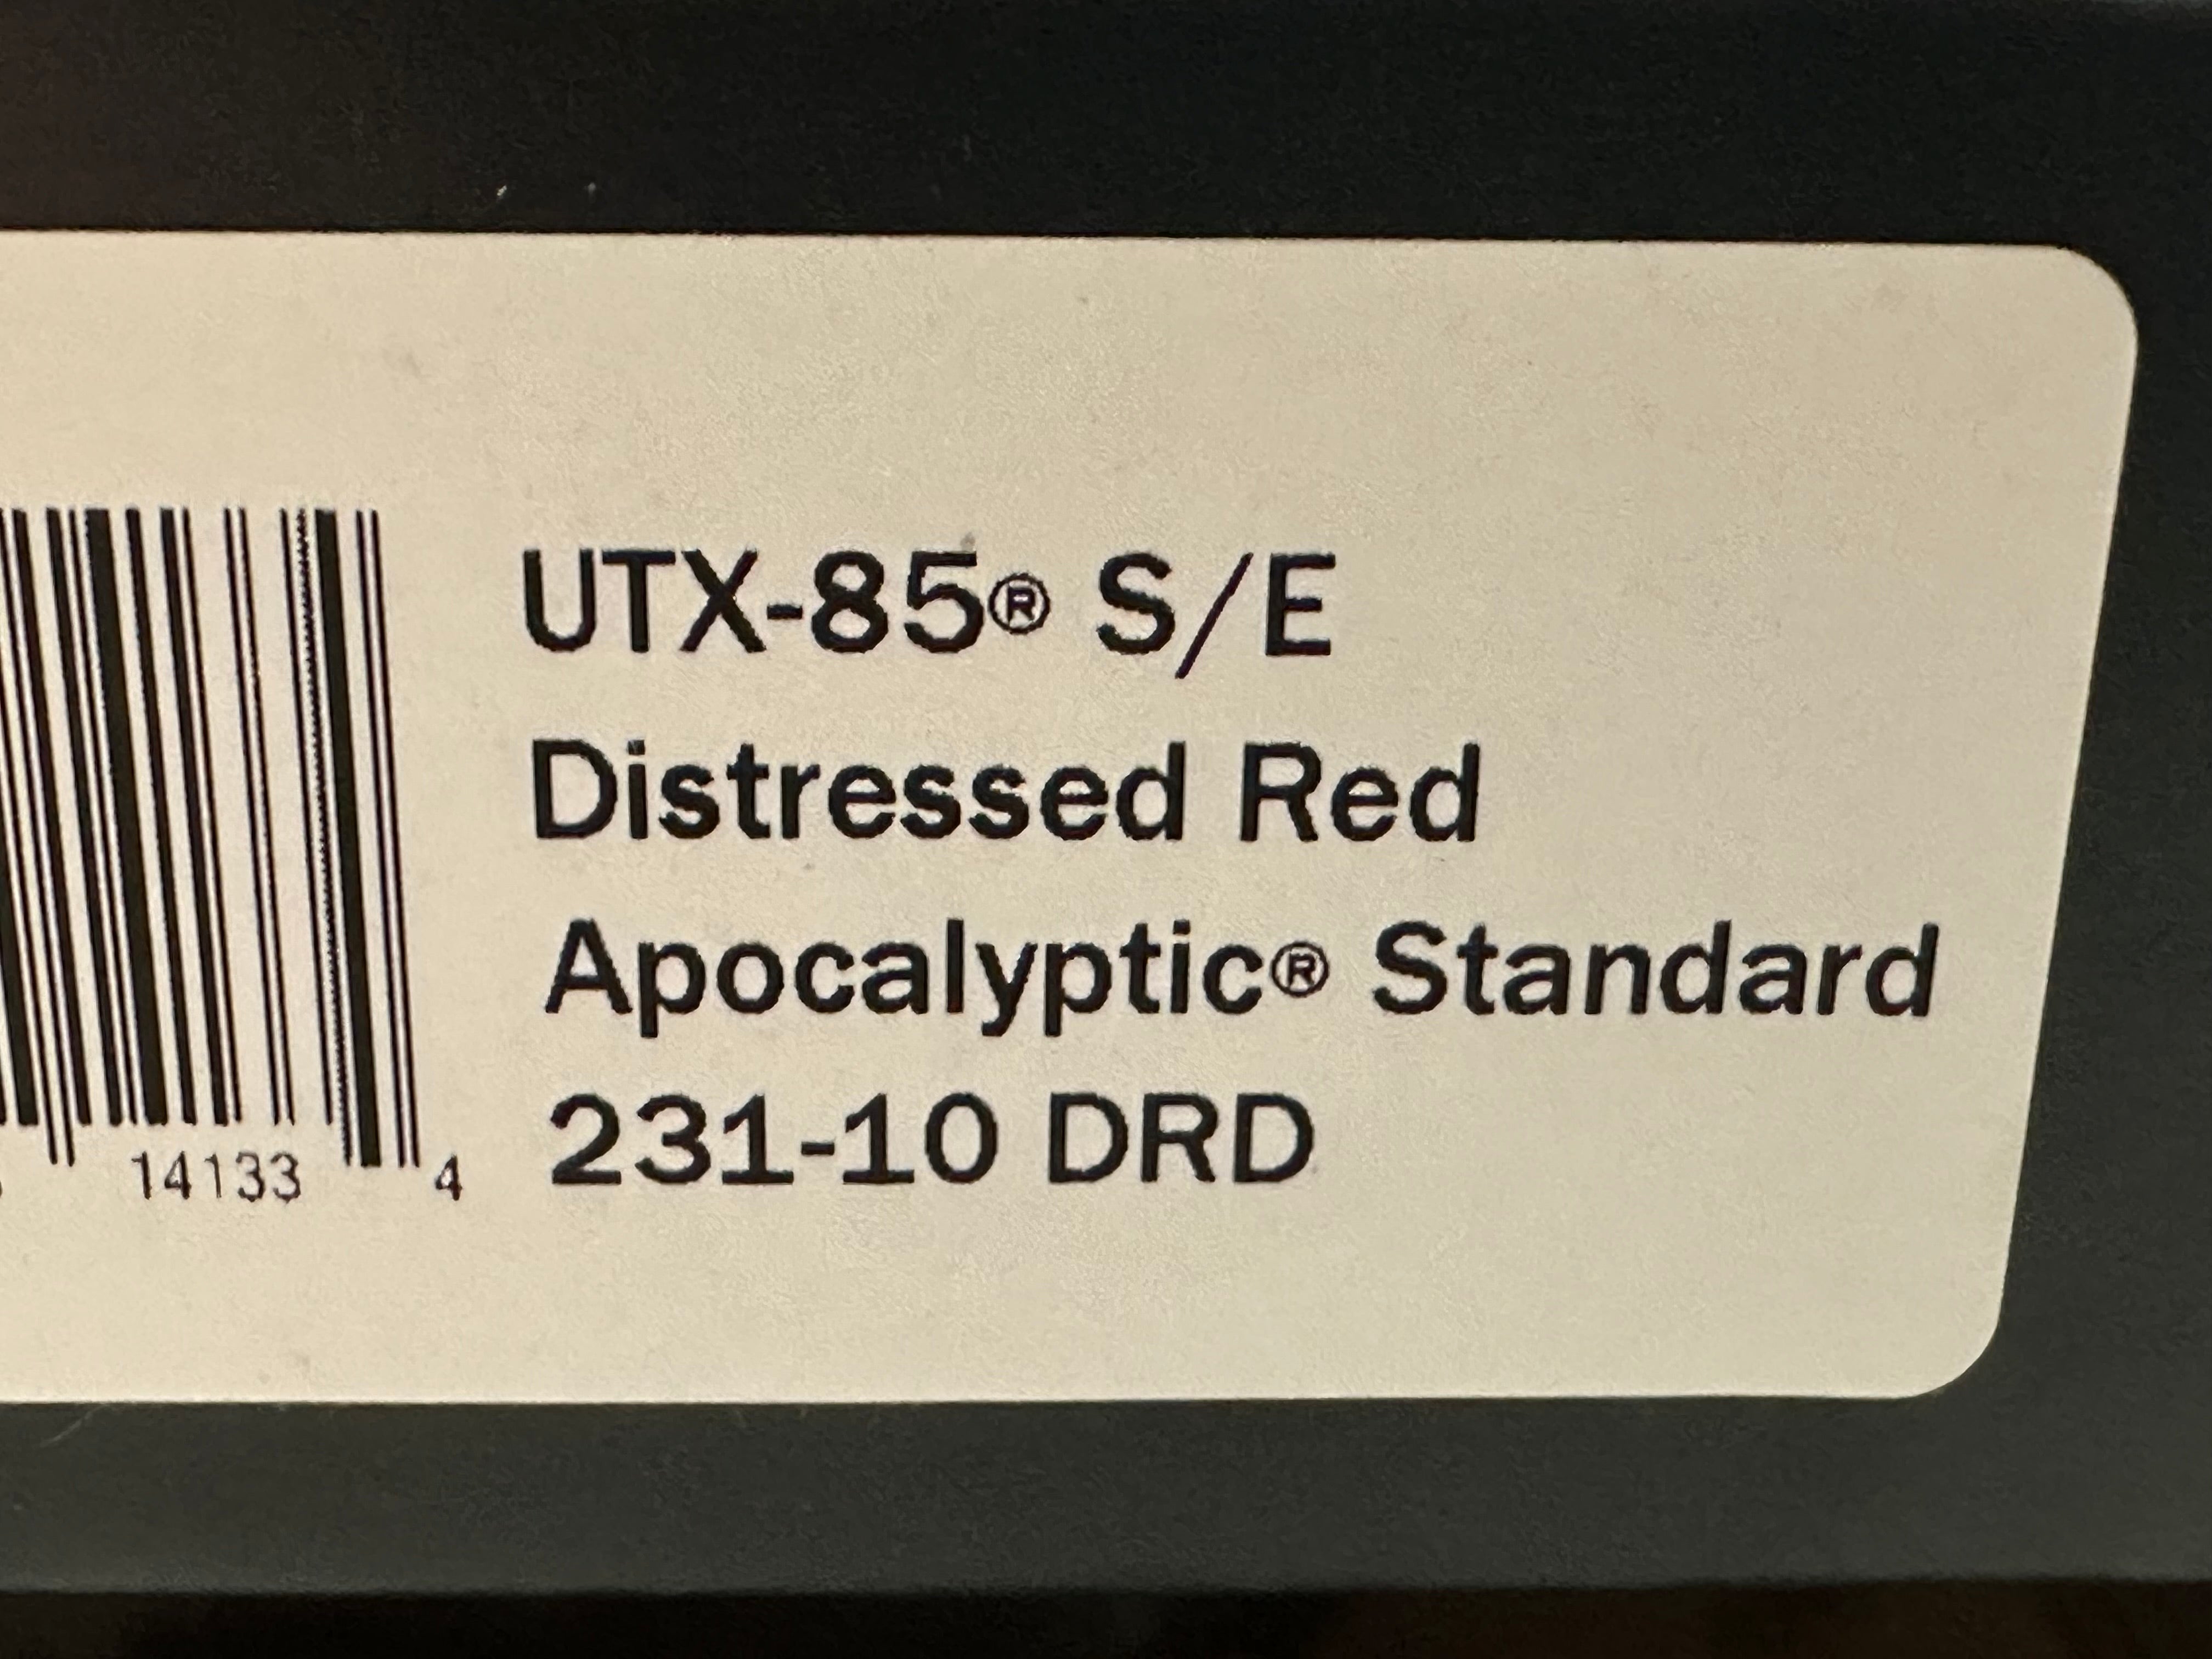 UTX-85® S/E
Distressed Red
Apocalyptic® Standard
231-10 DRD
14133 4